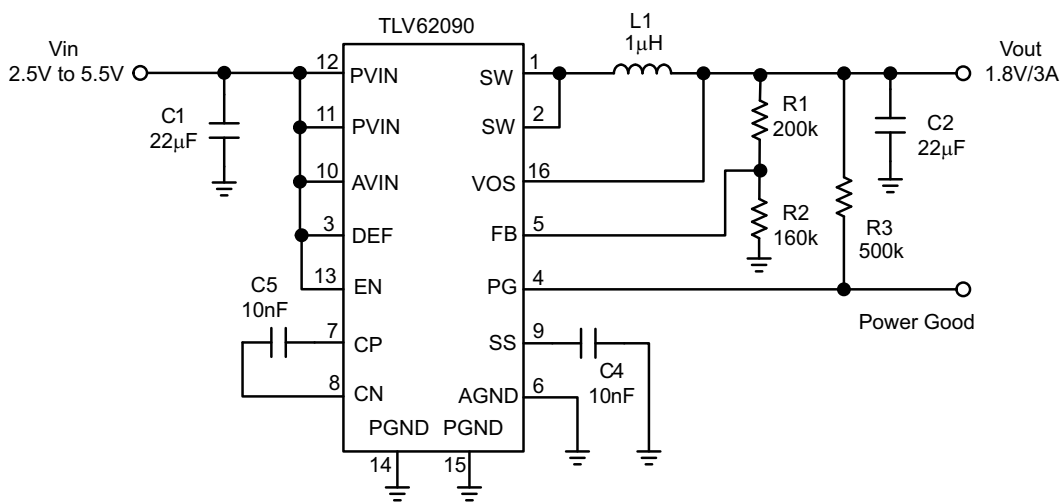 TLV62090
Vin
2.5V to 5.5V
C1
22μF
12
PVIN
11
PVIN
10
AVIN
3
DEF
13
EN
C5
10nF
7
CP
8
CN
PGND
PGND
14
15
1
SW
2
SW
16
VOS
5
FB
4
PG
9
SS
6
AGND
C4
10nF
L1
1μH
R1
200k
R2
160k
R3
500k
C2
22μF
Vout
1.8V/3A
Power Good